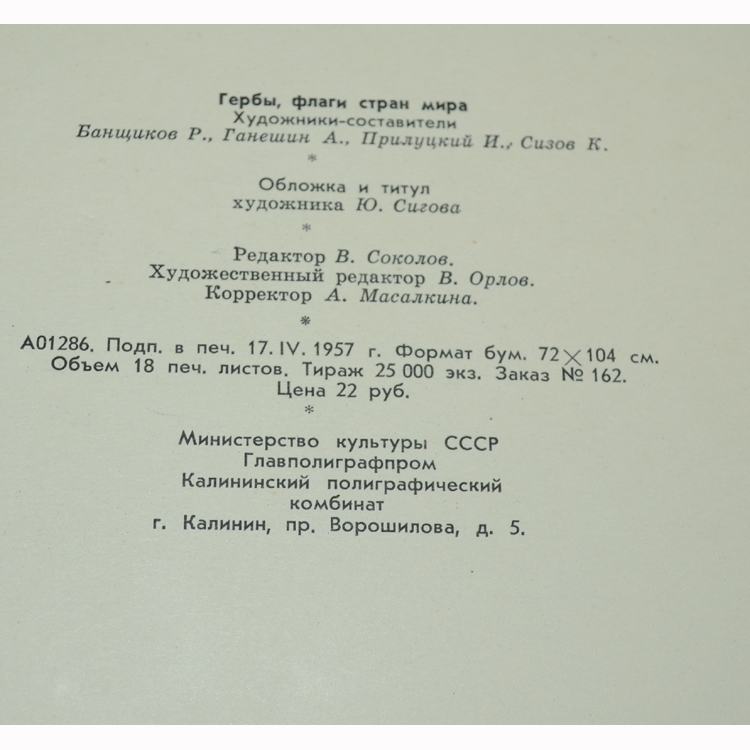 Гербы, флаги стран мира
Художники-составители
Банщиков Р., Ганешин А., Прилуцкий И., Сизов К.
*
Обложка и титул
художника Ю. Сигова
*
Редактор В. Соколов.
Художественный редактор В. Орлов.
Корректор А. Масалкина.
*
А01286. Подп. в печ. 17.IV. 1957 г. Формат бум. 72×104 см.
Объем 18 печ. листов. Тираж 25 000 экз. Заказ № 162.
Цена 22 руб.
*
Министерство культуры СССР
Главполиграфпром
Калининский полиграфический
комбинат
г. Калинин, пр. Ворошилова, д. 5.